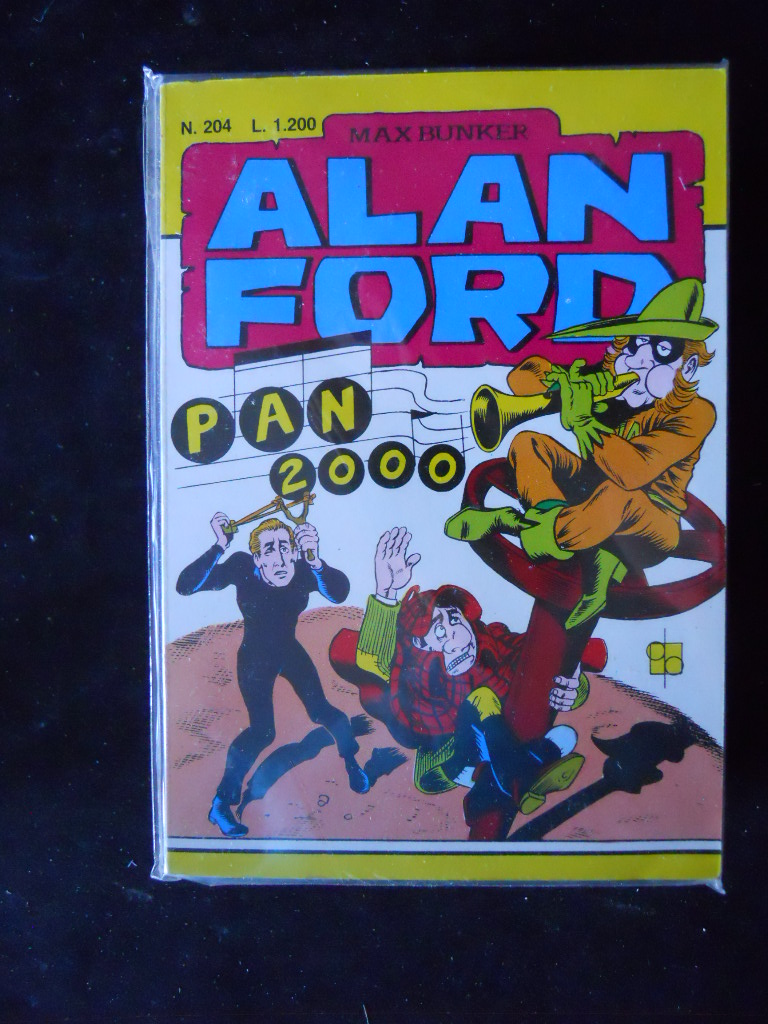 N. 204 L. 1.200
MAX BUNKER
ALAN
FORD
PAN
2000